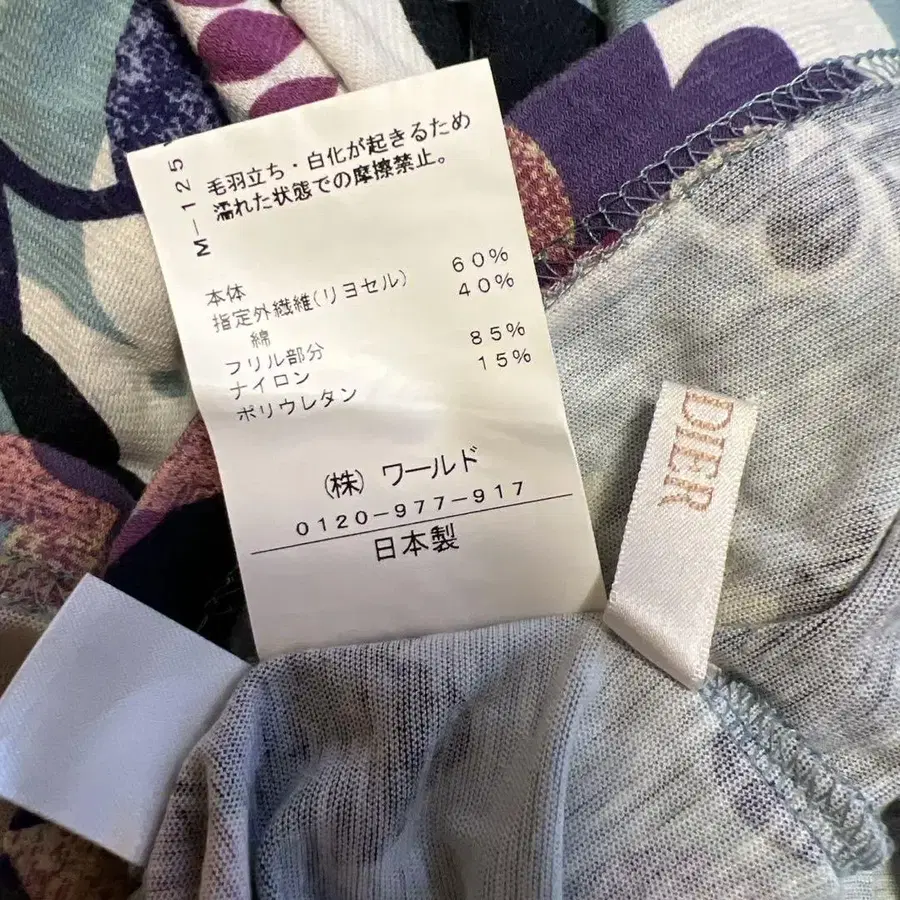 M-125
毛羽立ち・白化が起きるため
濡れた状態での摩擦禁止。
本体
指定外繊維(リヨセル) 60%
綿 40%
フリル部分
ナイロン 85%
ポリウレタン 15%
(株) ワールド
0120-977-917
日本製
DIER